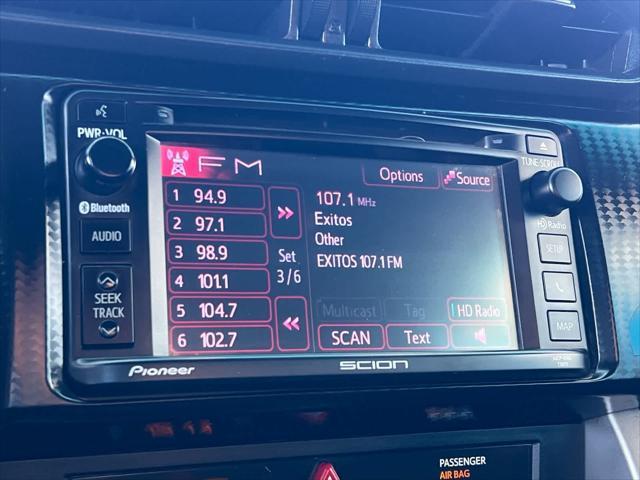 PWR•VOL
FM
Options
Source
TUNE•SCROLL
1 94.9
2 97.1
3 98.9
4 101.1
5 104.7
6 102.7
Set
3/6
107.1 MHz
Exitos
Other
EXITOS 107.1 FM
Multicast
Tag
HD Radio
SCAN
Text
Bluetooth
AUDIO
SEEK
TRACK
HD Radio
SETUP
MAP
Pioneer
SCION
PASSENGER
AIR BAG